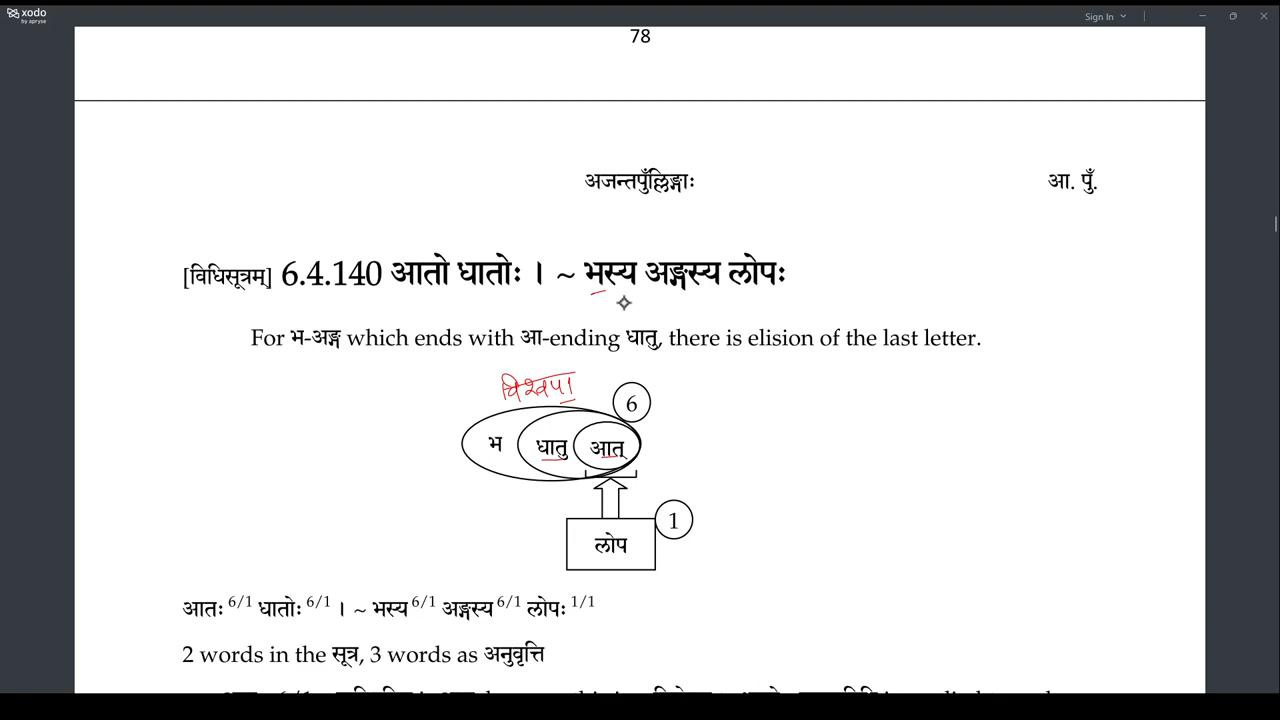 xodo
by apryse
Sign In
78
अजन्तपुँल्लिङ्गाः
आ. पुँ.
[विधिसूत्रम्] 6.4.140 आतो धातोः । ~ भस्य अङ्गस्य लोपः
For भ-अङ्ग which ends with आ-ending धातु, there is elision of the last letter.
विश्वपा
6
भ धातु आत्
1
लोप
आतः 6/1 धातोः 6/1 । ~ भस्य 6/1 अङ्गस्य 6/1 लोपः 1/1
2 words in the सूत्र, 3 words as अनुवृत्ति